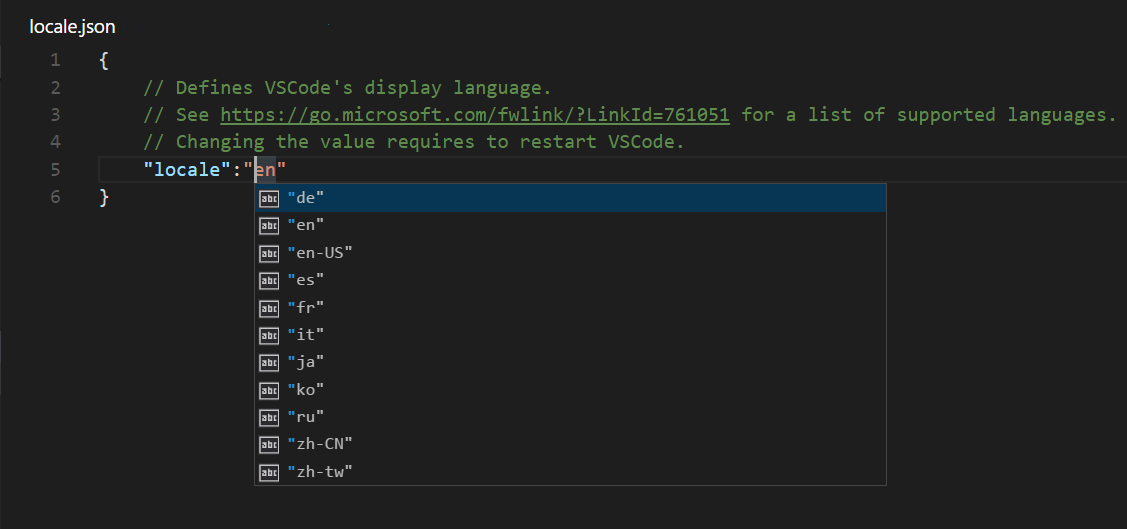 locale.json
1 {
2 // Defines VSCode's display language.
3 // See https://go.microsoft.com/fwlink/?LinkId=761051 for a list of supported languages.
4 // Changing the value requires to restart VSCode.
5 "locale":"en"
6 }
abc "de"
abc "en"
abc "en-US"
abc "es"
abc "fr"
abc "it"
abc "ja"
abc "ko"
abc "ru"
abc "zh-CN"
abc "zh-tw"